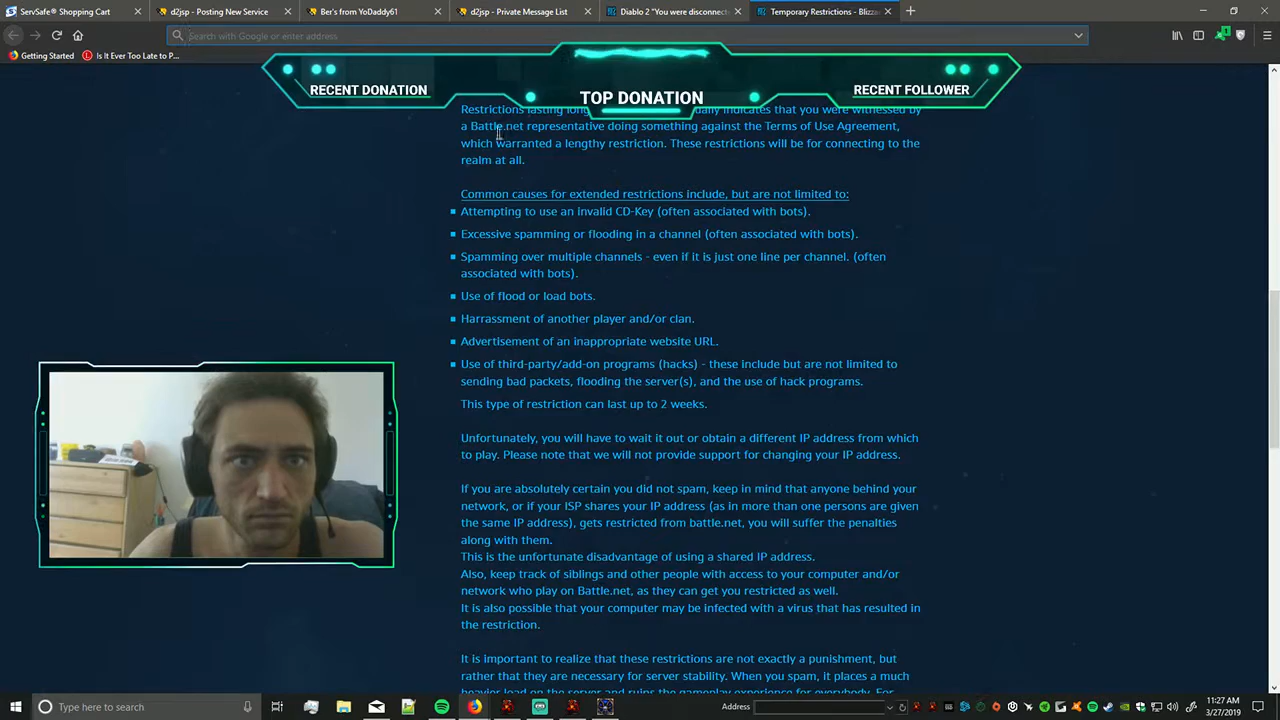 ServSafe® - Shopping Cart
d2jsp - Posting New Service
Ber's from YoDaddy61
d2jsp - Private Message List
Diablo 2 "You were disconnect
Temporary Restrictions - Blizz
Search with Google or enter address
Getting Started
Is It Ever Too Late to P...
RECENT DONATION
TOP DONATION
RECENT FOLLOWER
Restrictions lasting indicates that you were witnessed by
a Battle.net representative doing something against the Terms of Use Agreement,
which warranted a lengthy restriction. These restrictions will be for connecting to the
realm at all.
Common causes for extended restrictions include, but are not limited to:
Attempting to use an invalid CD-Key (often associated with bots).
Excessive spamming or flooding in a channel (often associated with bots).
Spamming over multiple channels - even if it is just one line per channel. (often
associated with bots).
Use of flood or load bots.
Harrassment of another player and/or clan.
Advertisement of an inappropriate website URL.
Use of third-party/add-on programs (hacks) - these include but are not limited to
sending bad packets, flooding the server(s), and the use of hack programs.
This type of restriction can last up to 2 weeks.
Unfortunately, you will have to wait it out or obtain a different IP address from which
to play. Please note that we will not provide support for changing your IP address.
If you are absolutely certain you did not spam, keep in mind that anyone behind your
network, or if your ISP shares your IP address (as in more than one persons are given
the same IP address), gets restricted from battle.net, you will suffer the penalties
along with them.
This is the unfortunate disadvantage of using a shared IP address.
Also, keep track of siblings and other people with access to your computer and/or
network who play on Battle.net, as they can get you restricted as well.
It is also possible that your computer may be infected with a virus that has resulted in
the restriction.
It is important to realize that these restrictions are not exactly a punishment, but
rather that they are necessary for server stability. When you spam, it places a much
heavier load on the server and ruins the gameplay experience for everybody. For
Type here to search
Address
11:27 AM
3/27/2019